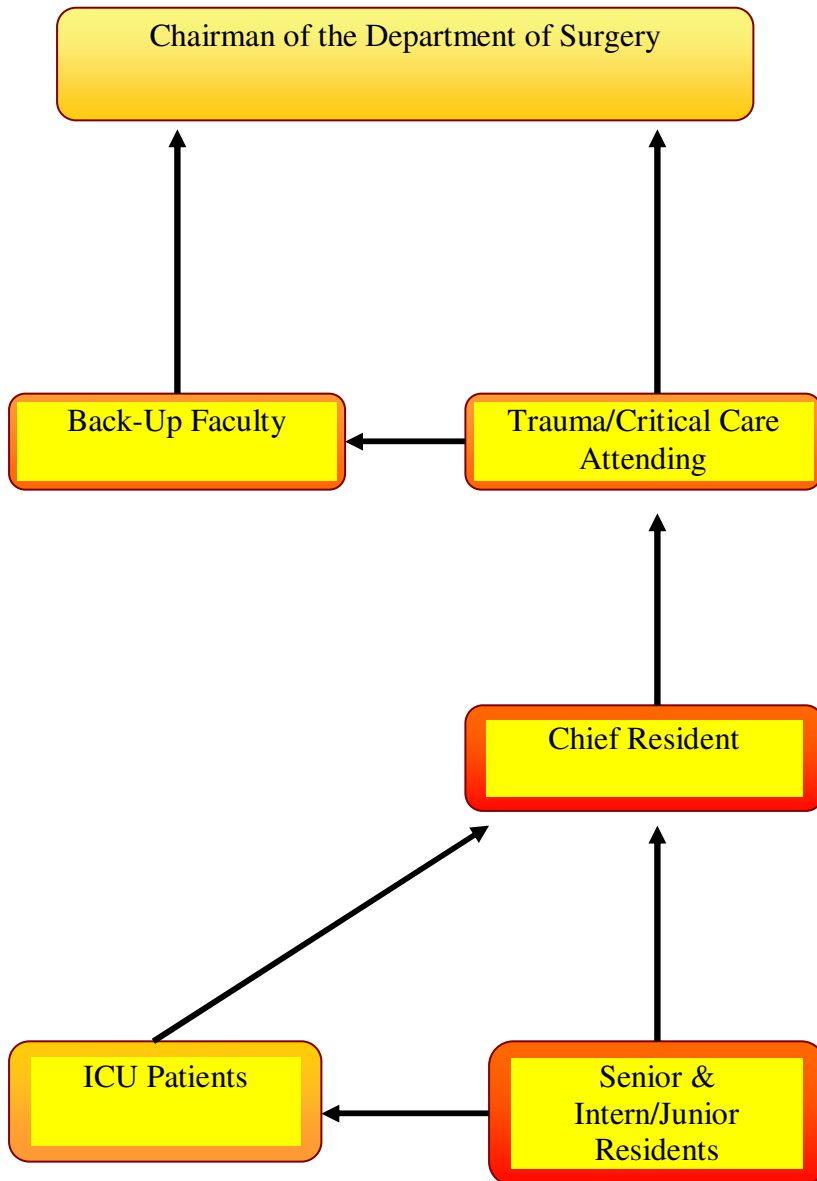 Chairman of the Department of Surgery
Back-Up Faculty
Trauma/Critical Care
Attending
Chief Resident
ICU Patients
Senior &
Intern/Junior
Residents